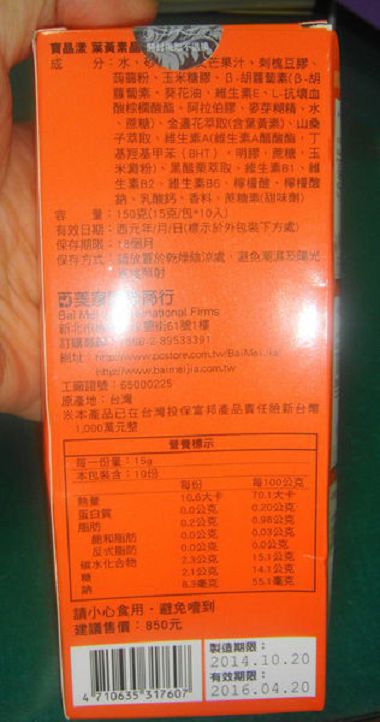 寶晶漾 葉黃素晶
成 分:水、砂 芒果汁、刺槐豆膠、
蒟蒻粉、玉米糖膠、β-胡蘿蔔素(β-胡
蘿蔔素、葵花油、維生素E、L-抗壞血
酸棕櫚酸酯、阿拉伯膠、麥芽糊精、水
、蔗糖)、金盞花萃取(含葉黃素)、山桑
子萃取、維生素A(維生素A醋酸酯、丁
基羥基甲苯(BHT)、明膠、蔗糖、玉
米澱粉)、黑醋栗萃取、維生素B1、維
生素B2、維生素B6、檸檬酸、檸檬酸
鈉、乳酸鈣、香料、蔗糖素(甜味劑)
容 量:150克(15克/包*10入)
有效日期:西元年/月/日(標示於外包裝下方處)
保存期限:18個月
保存方式:請放置於乾燥陰涼處,避免潮濕及陽光
直接照射
Bai Mei International Firms
新北市 街61號1樓
訂購專線 886-2-89533391
網址: http://www.pcstore.com.tw/BaiMeiJia/
http://www.baimeijia.com.tw
工廠證號:65000225
原產地:台灣
※本產品已在台灣投保富邦產品責任險新台幣
1,000萬元整
營養標示
每一份量:15g
本包裝含:10份
每份 每100公克
熱量 10.6大卡 70.1大卡
蛋白質 0.0公克 0.20公克
脂肪 0.2公克 0.98公克
飽和脂肪 0.0公克 0.03公克
反式脂肪 0.0公克 0.0公克
碳水化合物 2.3公克 15.1公克
糖 2.1公克 14.1公克
鈉 8.3毫克 55.1毫克
請小心食用,避免噎到
建議售價:850元
製造期限:
2014.10.20
有效期限:
2016.04.20
4 710635 317607